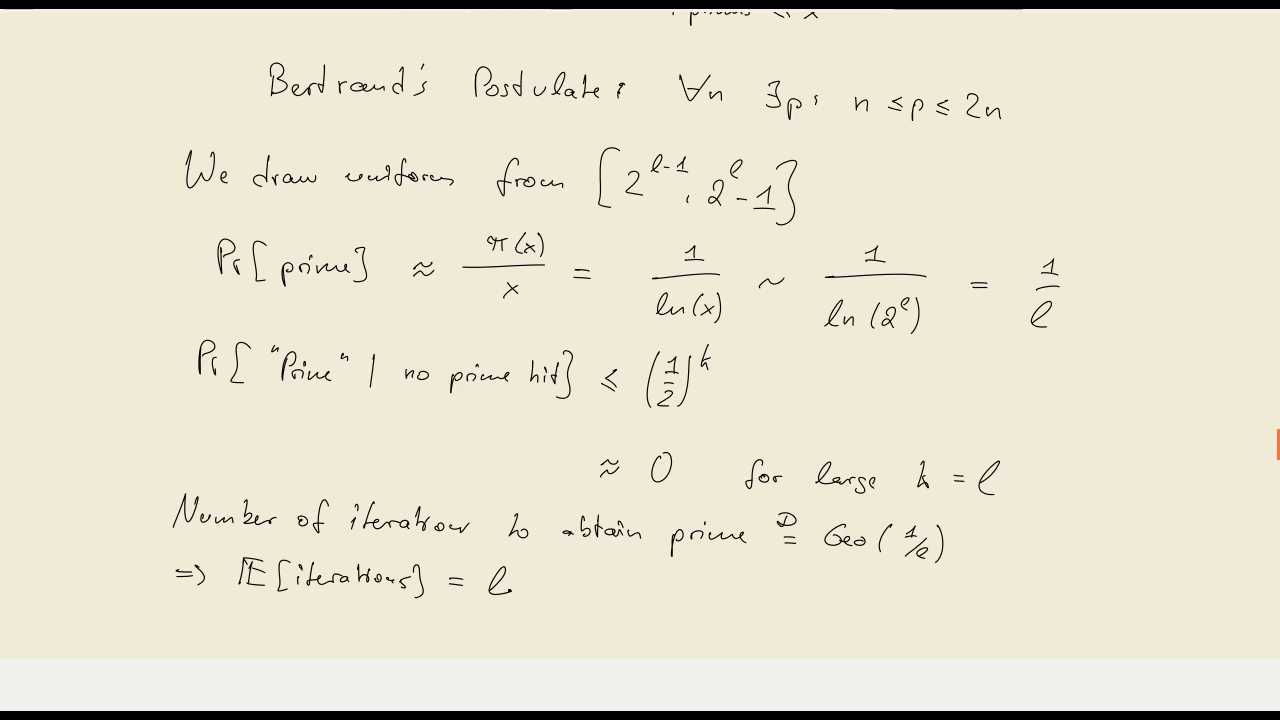 Bertrand's Postulate: ∀n ∃p: n ≤ p ≤ 2n
We draw uniform from [2^{l-1}, 2^l - 1]
Pr[prime] ≈ π(x)/x = 1/ln(x) ~ 1/ln(2^l) = 1/l
Pr["Prime" | no prime hit] ≤ (1/2)^k
≈ 0 for large k = l
Number of iterations to obtain prime =^D Geo(1/l)
=> 𝔼[iterations] = l.